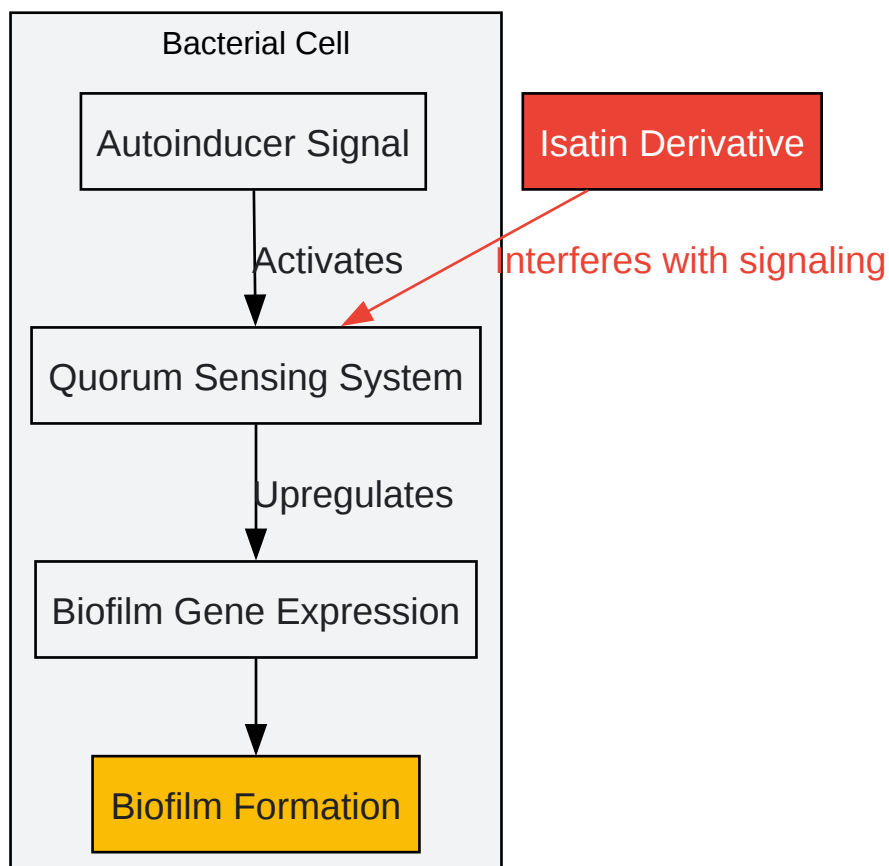 Bacterial Cell
Autoinducer Signal
Isatin Derivative
Activates
Interferes with signaling
Quorum Sensing System
Upregulates
Biofilm Gene Expression
Biofilm Formation